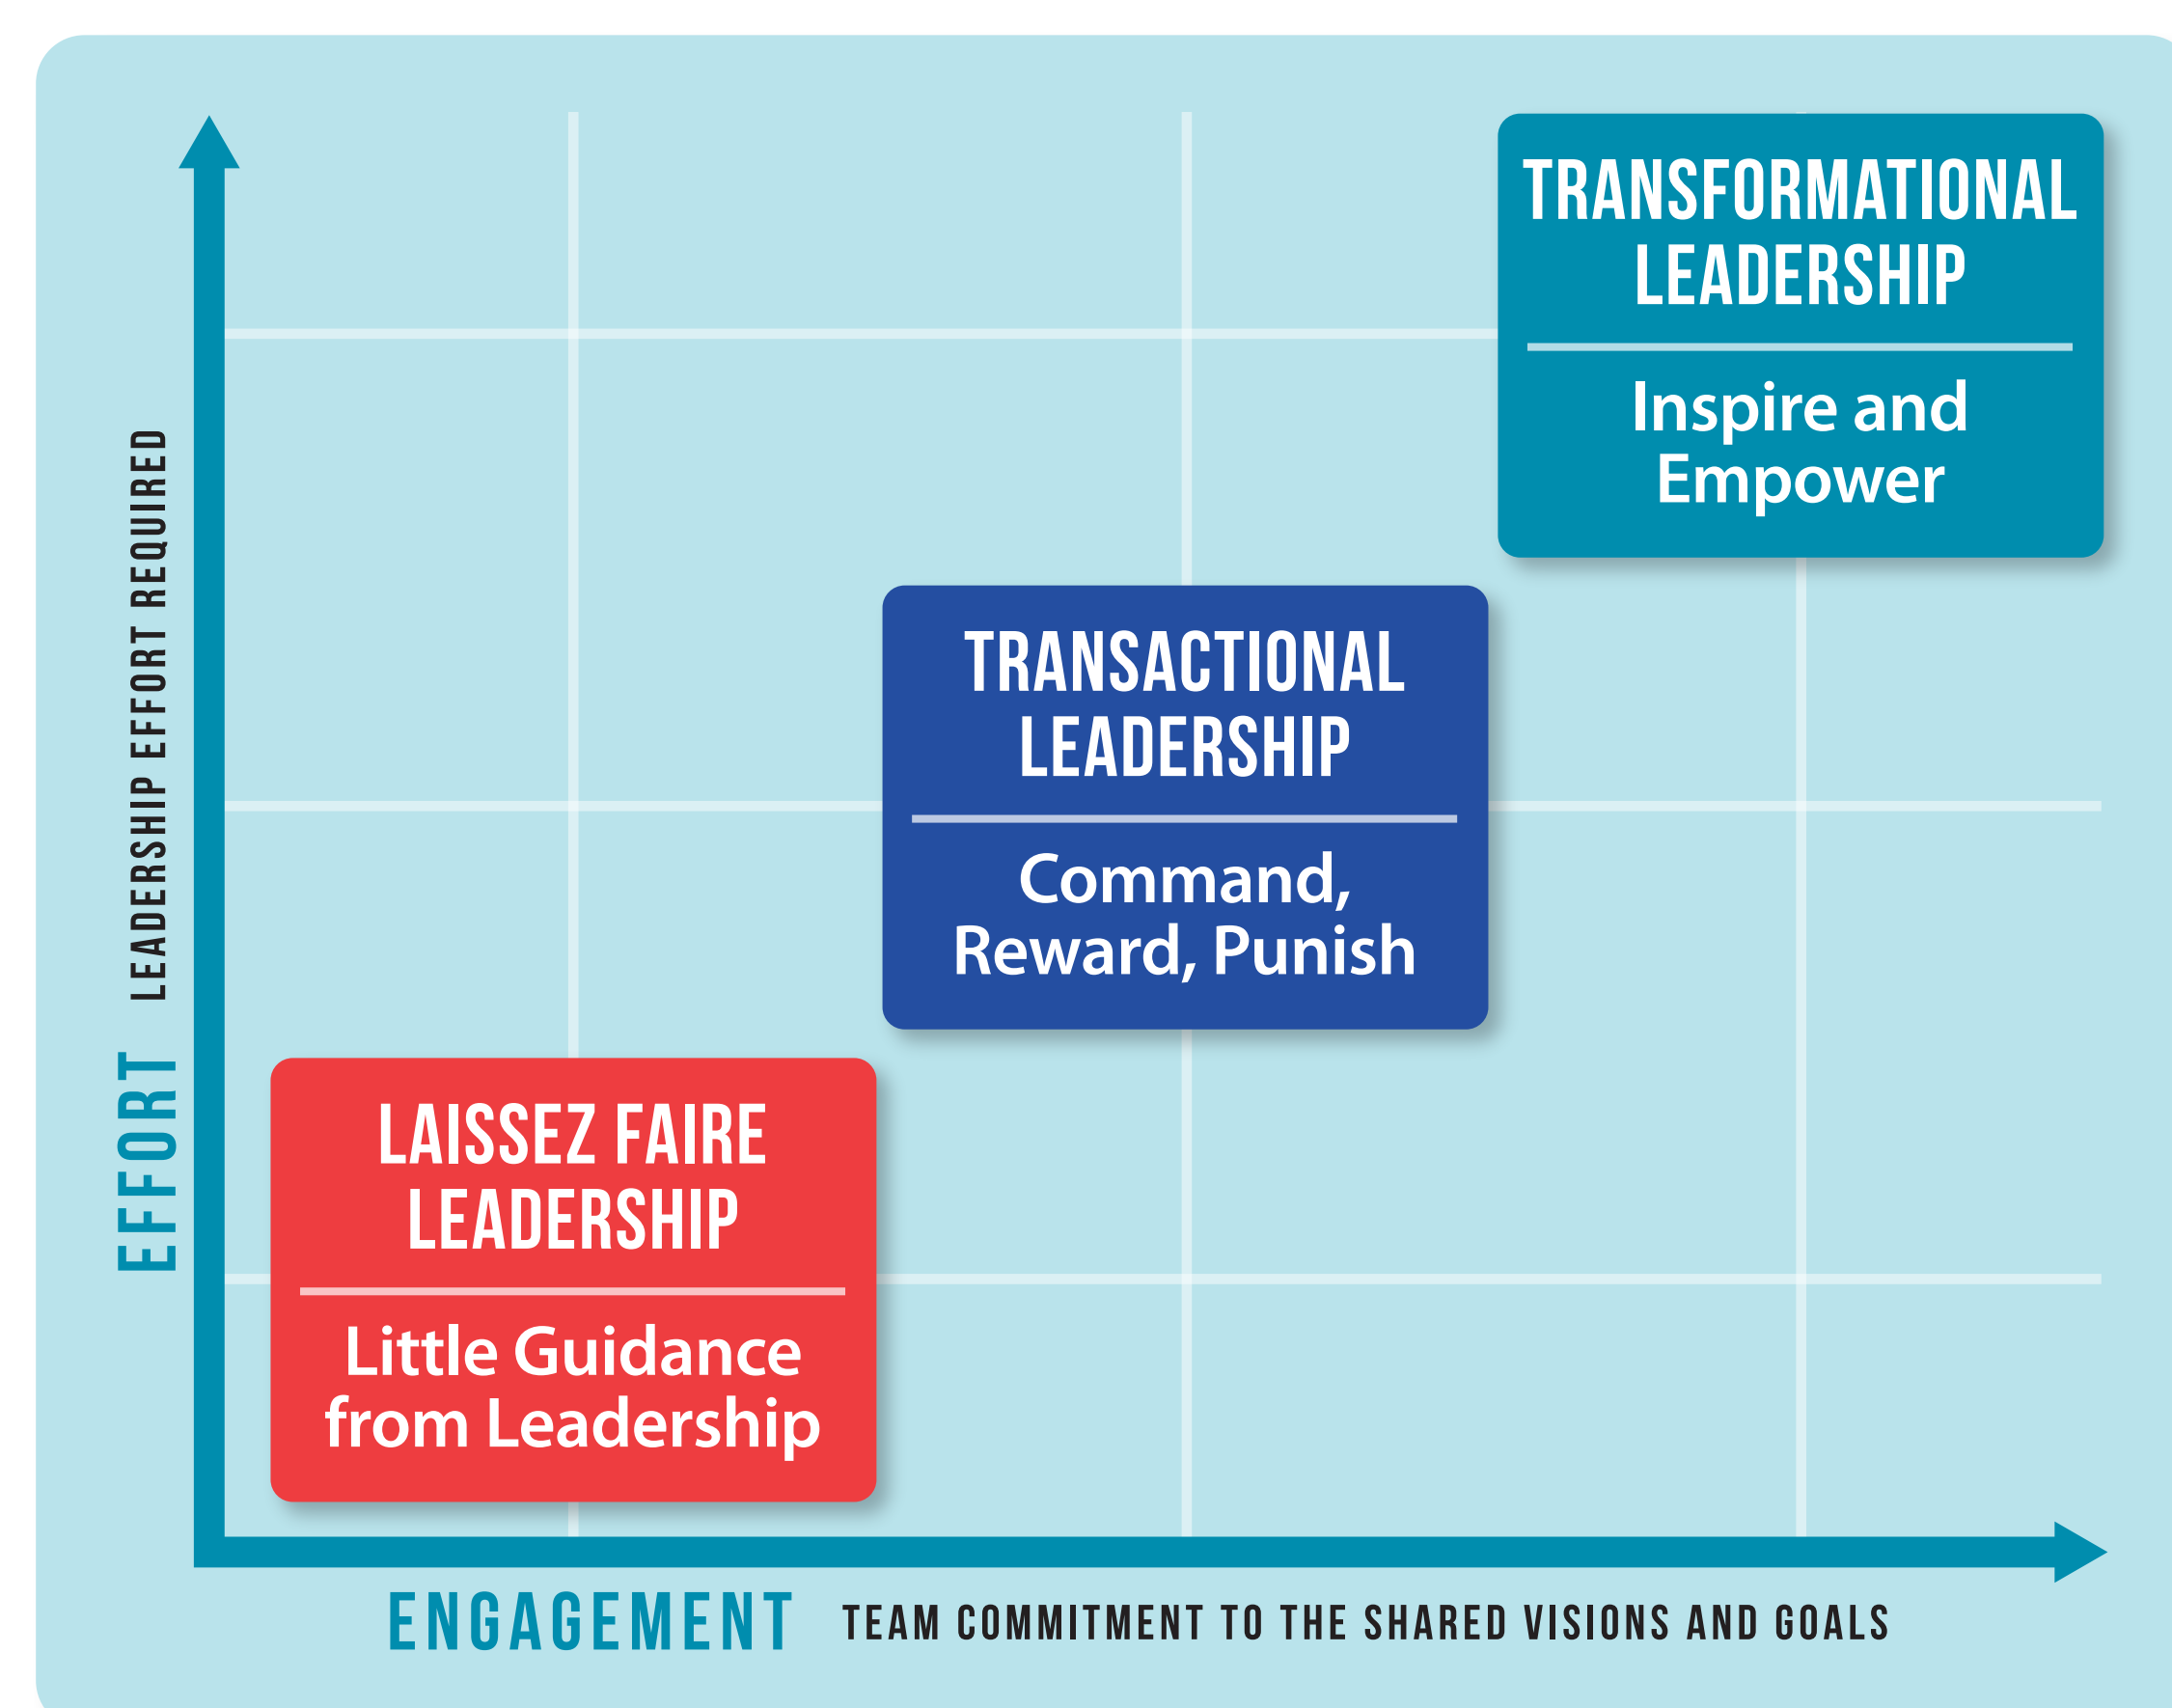 TRANSFORMATIONAL
LEADERSHIP
Inspire and
Empower
TRANSACTIONAL
LEADERSHIP
Command,
Reward, Punish
LAISSEZ FAIRE
LEADERSHIP
Little Guidance
from Leadership
EFFORT LEADERSHIP EFFORT REQUIRED
ENGAGEMENT TEAM COMMITMENT TO THE SHARED VISIONS AND GOALS